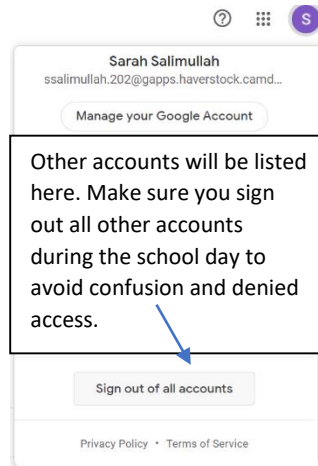 S
Sarah Salimullah
ssalimullah.202@gapps.haverstock.camd...
Manage your Google Account
Other accounts will be listed
here. Make sure you sign
out all other accounts
during the school day to
avoid confusion and denied
access.
Sign out of all accounts
Privacy Policy • Terms of Service